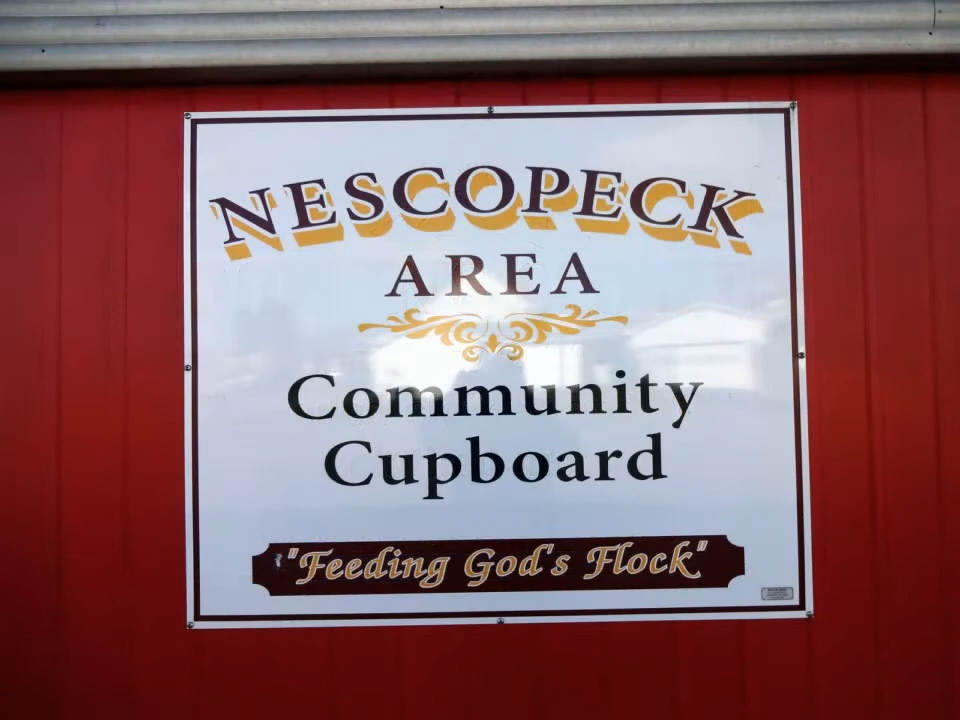 NESCOPECK
AREA
Community
Cupboard
"Feeding God's Flock"